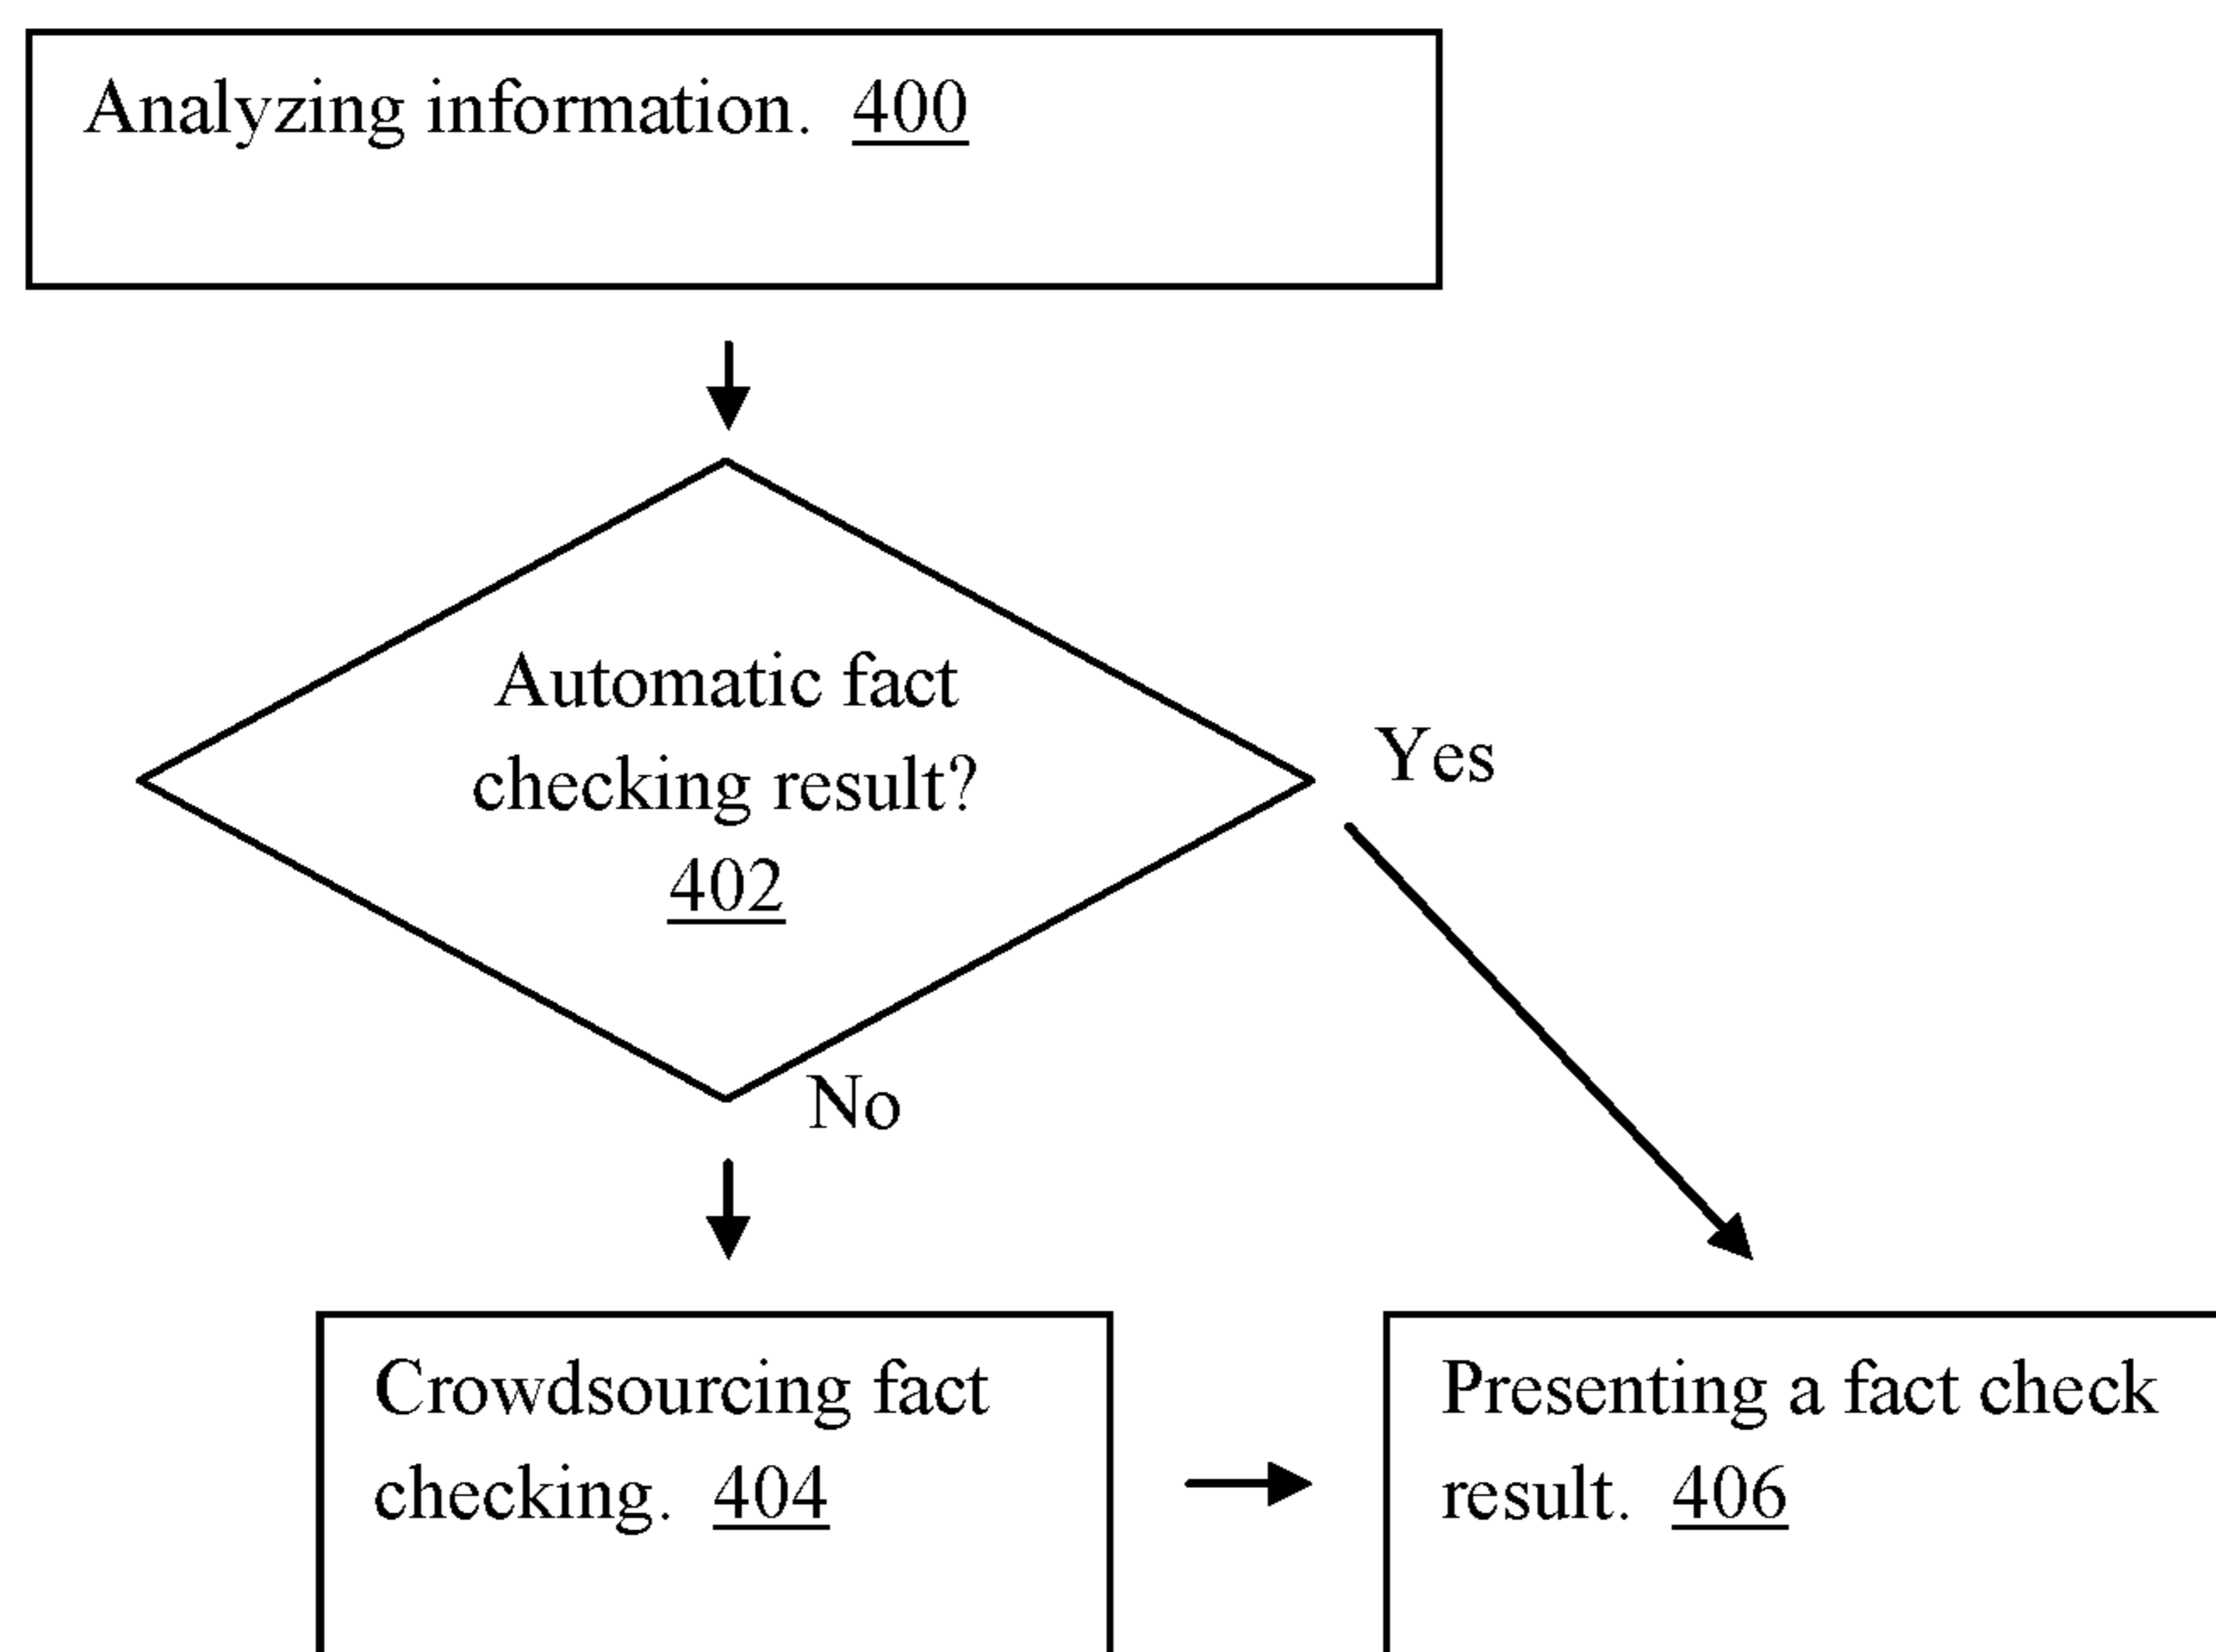 Analyzing information. 400
Automatic fact
checking result?
402
Yes
No
Crowdsourcing fact
checking. 404
Presenting a fact check
result. 406